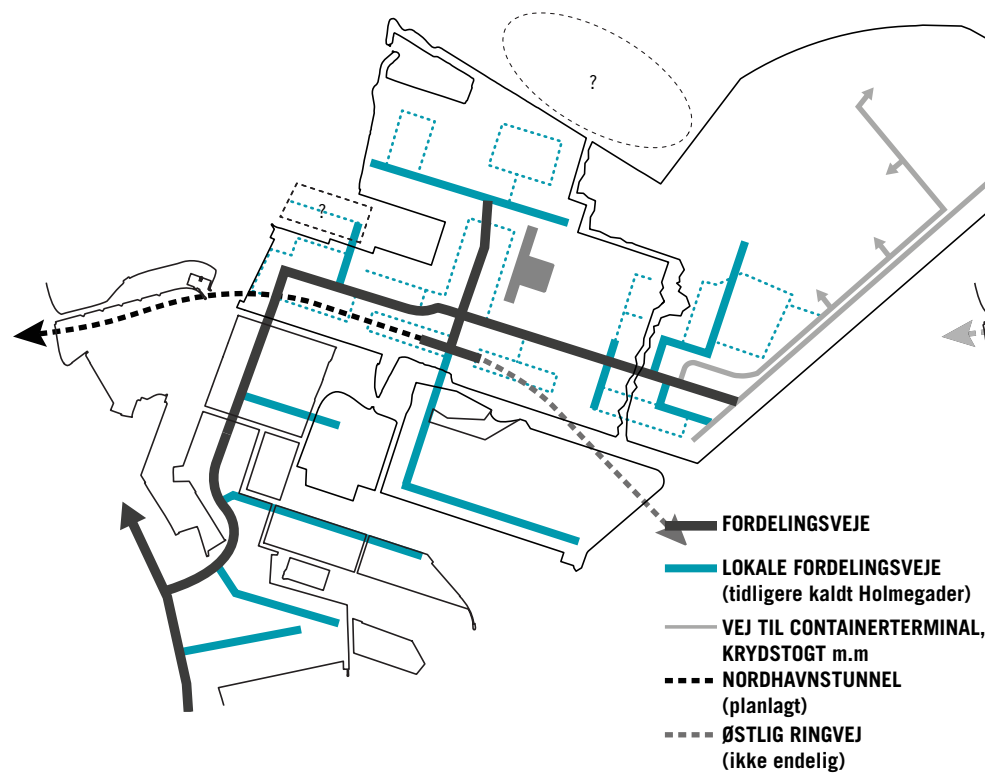 ?
?
FORDELINGSVEJE
LOKALE FORDELINGSVEJE
(tidligere kaldt Holmegader)
VEJ TIL CONTAINERTERMINAL,
KRYDSTOGT m.m
NORDHAVNSTUNNEL
(planlagt)
ØSTLIG RINGVEJ
(ikke endelig)